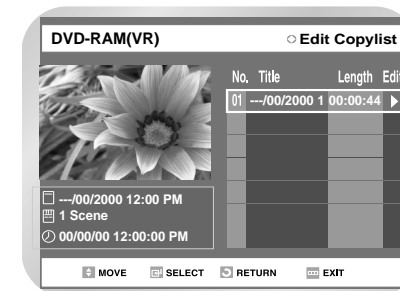 DVD-RAM(VR) Edit Copylist
No. Title Length Edit
01 ---/00/2000 1 00:00:44
---/00/2000 12:00 PM
1 Scene
00/00/00 12:00:00 PM
MOVE SELECT RETURN EXIT